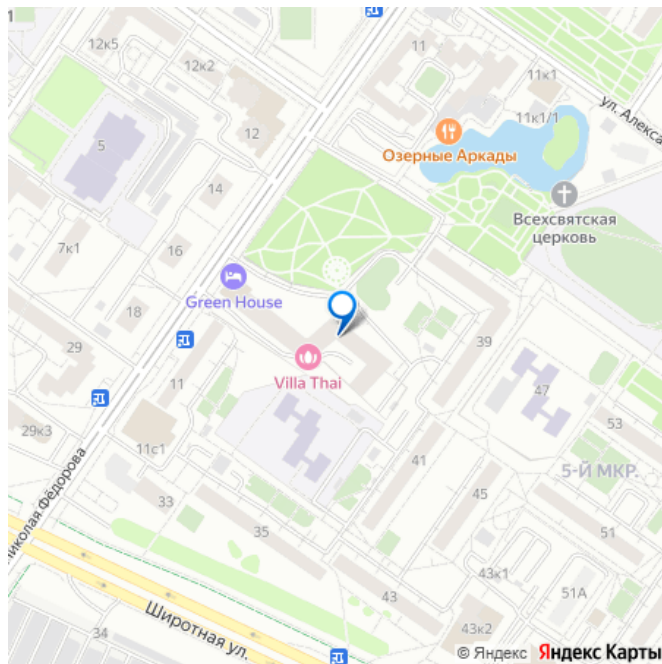 12к5
12к2
11
11к1
ул. Алекса
11к1/1
12
Озерные Аркады
5
14
Всехсвятская
церковь
7к1
16
Green House
18
39
29
Villa Thai
47
11
53
29к3
11с1
41
5-Й МКР.
33
45
николая Фёдорова
35
51
43к1
51А
43
Широтная ул.
34
43к2
© Яндекс Яндекс Карты